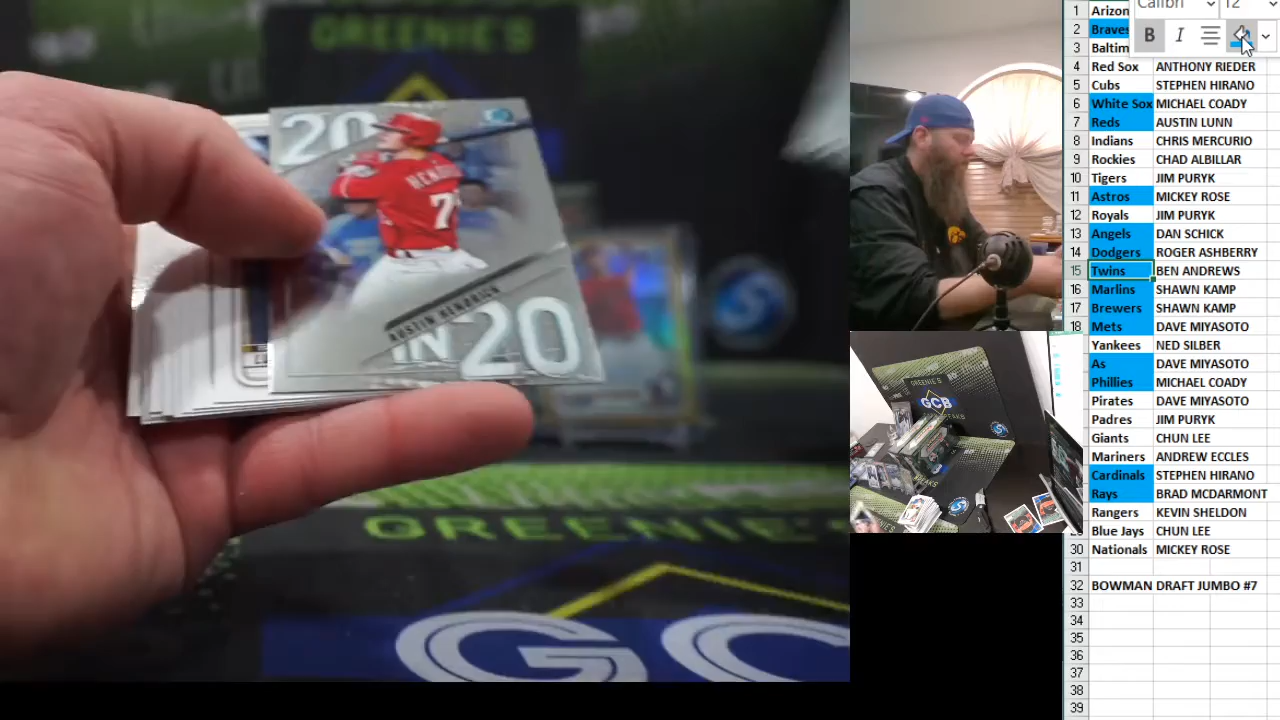 GREENIE'S
20
HENDRICK
7
AUSTIN HENDRICK
IN 20
GREENIE'S
GC
GREENIE'S
GCB
Calibri 12
B I
1 Arizon
2 Braves
3 Baltim
4 Red Sox ANTHONY RIEDER
5 Cubs STEPHEN HIRANO
6 White Sox MICHAEL COADY
7 Reds AUSTIN LUNN
8 Indians CHRIS MERCURIO
9 Rockies CHAD ALBILLAR
10 Tigers JIM PURYK
11 Astros MICKEY ROSE
12 Royals JIM PURYK
13 Angels DAN SCHICK
14 Dodgers ROGER ASHBERRY
15 Twins BEN ANDREWS
16 Marlins SHAWN KAMP
17 Brewers SHAWN KAMP
18 Mets DAVE MIYASOTO
Yankees NED SILBER
As DAVE MIYASOTO
Phillies MICHAEL COADY
Pirates DAVE MIYASOTO
Padres JIM PURYK
Giants CHUN LEE
Mariners ANDREW ECCLES
Cardinals STEPHEN HIRANO
Rays BRAD MCDARMONT
Rangers KEVIN SHELDON
Blue Jays CHUN LEE
30 Nationals MICKEY ROSE
31
32 BOWMAN DRAFT JUMBO #7
33
34
35
36
37
38
39